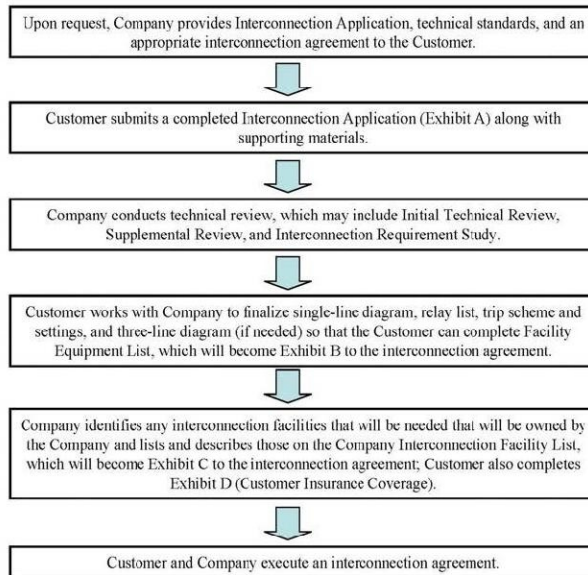 Upon request, Company provides Interconnection Application, technical standards, and an
appropriate interconnection agreement to the Customer.
Customer submits a completed Interconnection Application (Exhibit A) along with
supporting materials.
Company conducts technical review, which may include Initial Technical Review,
Supplemental Review, and Interconnection Requirement Study.
Customer works with Company to finalize single-line diagram, relay list, trip scheme and
settings, and three-line diagram (if needed) so that the Customer can complete Facility
Equipment List, which will become Exhibit B to the interconnection agreement.
Company identifies any interconnection facilities that will be needed that will be owned by
the Company and lists and describes those on the Company Interconnection Facility List,
which will become Exhibit C to the interconnection agreement; Customer also completes
Exhibit D (Customer Insurance Coverage).
Customer and Company execute an interconnection agreement.